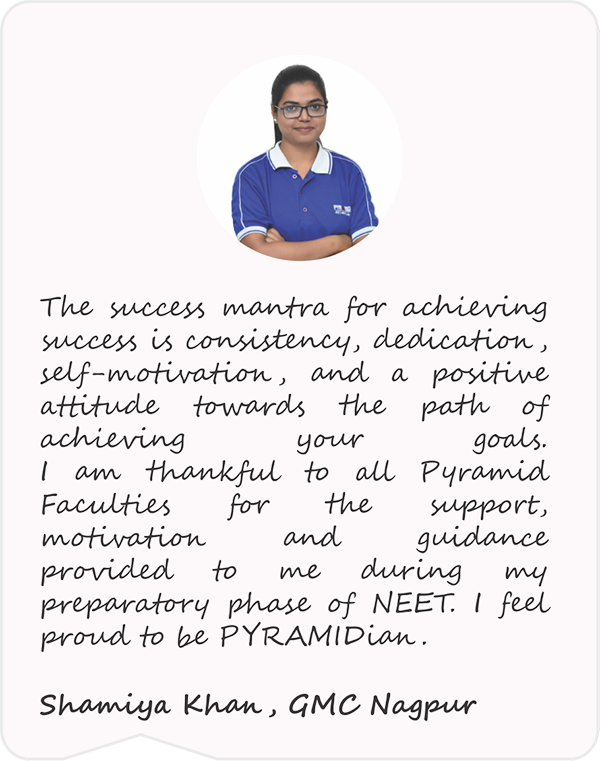 The success mantra for achieving
success is consistency, dedication,
self-motivation, and a positive
attitude towards the path of
achieving your goals.
I am thankful to all Pyramid
Faculties for the support,
motivation and guidance
provided to me during my
preparatory phase of NEET. I feel
proud to be PYRAMIDian.
Shamiya Khan, GMC Nagpur